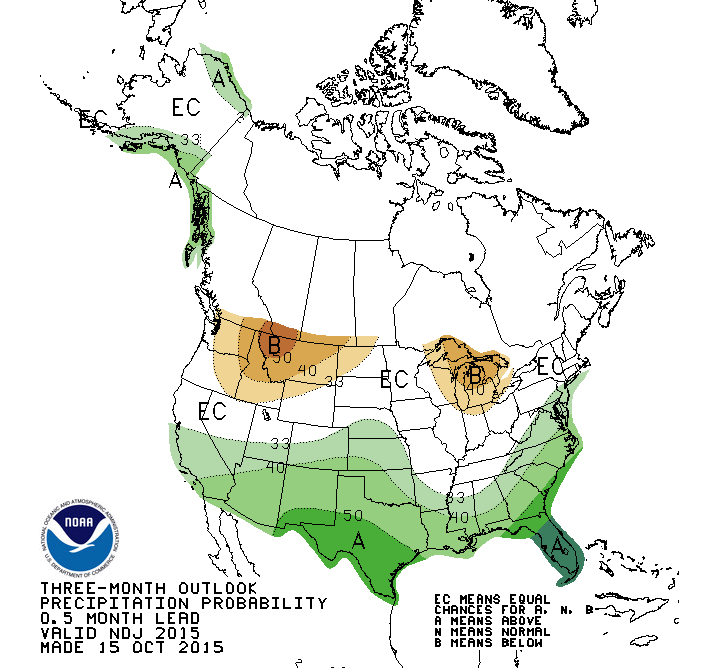 A
EC
EC
33
A
B
50
40
33
EC
B
40
EC
EC
33
40
33
40
50
A
A
NATIONAL OCEANIC AND ATMOSPHERIC ADMINISTRATION
NOAA
U.S. DEPARTMENT OF COMMERCE
THREE-MONTH OUTLOOK
PRECIPITATION PROBABILITY
0.5 MONTH LEAD
VALID NDJ 2015
MADE 15 OCT 2015
EC MEANS EQUAL
CHANCES FOR A, N, B
A MEANS ABOVE
N MEANS NORMAL
B MEANS BELOW